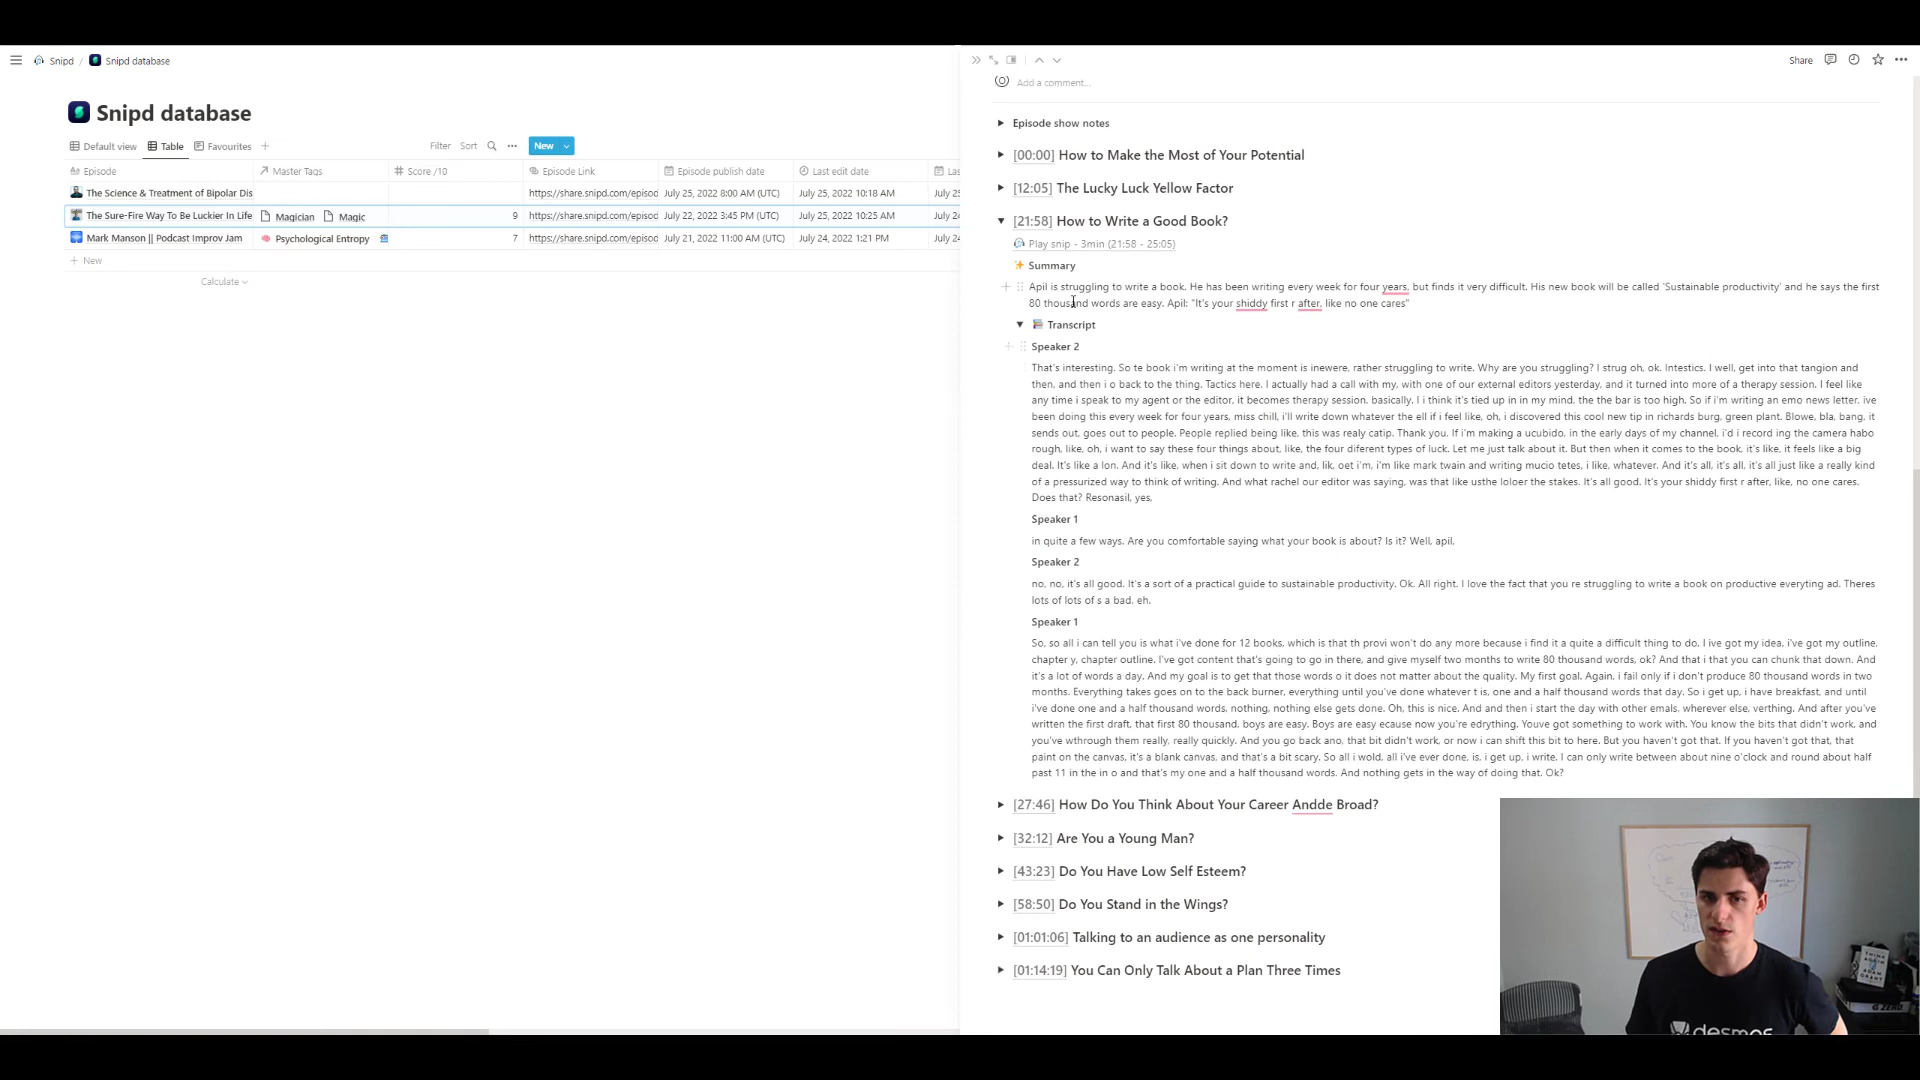 Snipd / Snipd database
Share
Add a comment...
Snipd database
Default view Table Favourites
Filter Sort New
Episode Master Tags Score /10 Episode Link Episode publish date Last edit date Las
The Science & Treatment of Bipolar Dis https://share.snipd.com/episod July 25, 2022 8:00 AM (UTC) July 25, 2022 10:18 AM July 25
The Sure-Fire Way To Be Luckier In Life Magician Magic 9 https://share.snipd.com/episod July 22, 2022 3:45 PM (UTC) July 25, 2022 10:25 AM July 24
Mark Manson || Podcast Improv Jam Psychological Entropy 7 https://share.snipd.com/episod July 21, 2022 11:00 AM (UTC) July 24, 2022 1:21 PM July 24
New
Calculate
Episode show notes
[00:00] How to Make the Most of Your Potential
[12:05] The Lucky Luck Yellow Factor
[21:58] How to Write a Good Book?
Play snip - 3min (21:58 - 25:05)
Summary
Apil is struggling to write a book. He has been writing every week for four years, but finds it very difficult. His new book will be called 'Sustainable productivity' and he says the first
80 thousand words are easy. Apil: "It's your shiddy first r after, like no one cares"
Transcript
Speaker 2
That's interesting. So te book i'm writing at the moment is inewere, rather struggling to write. Why are you struggling? I strug oh, ok. Intestics. I well, get into that tangion and
then, and then i o back to the thing. Tactics here. I actually had a call with my, with one of our external editors yesterday, and it turned into more of a therapy session. I feel like
any time i speak to my agent or the editor, it becomes therapy session, basically. I i think it's tied up in in my mind, the the bar is too high. So if i'm writing an emo news letter, ive
been doing this every week for four years, miss chill, i'll write down whatever the ell if i feel like, oh, i discovered this cool new tip in richards burg, green plant. Blowe, bla, bang, it
sends out, goes out to people. People replied being like, this was realy catip. Thank you. If i'm making a ucubido, in the early days of my channel, i'd i record ing the camera habo
rough, like, oh, i want to say these four things about, like, the four diferent types of luck. Let me just talk about it. But then when it comes to the book, it's like, it feels like a big
deal. It's like a lon. And it's like, when i sit down to write and, lik, oet i'm, i'm like mark twain and writing mucio tetes, i like, whatever. And it's all, it's all, it's all just like a really kind
of a pressurized way to think of writing. And what rachel our editor was saying, was that like usthe loloer the stakes. It's all good. It's your shiddy first r after, like, no one cares.
Does that? Resonasil, yes,
Speaker 1
in quite a few ways. Are you comfortable saying what your book is about? Is it? Well, apil,
Speaker 2
no, no, it's all good. It's a sort of a practical guide to sustainable productivity. Ok. All right. I love the fact that you re struggling to write a book on productive everyting ad. Theres
lots of lots of s a bad, eh.
Speaker 1
So, so all i can tell you is what i've done for 12 books, which is that th provi won't do any more because i find it a quite a difficult thing to do. I ive got my idea, i've got my outline,
chapter y, chapter outline. I've got content that's going to go in there, and give myself two months to write 80 thousand words, ok? And that i that you can chunk that down. And
it's a lot of words a day. And my goal is to get that those words o it does not matter about the quality. My first goal. Again, i fail only if i don't produce 80 thousand words in two
months. Everything takes goes on to the back burner, everything until you've done whatever t is, one and a half thousand words that day. So i get up, i have breakfast, and until
i've done one and a half thousand words, nothing, nothing else gets done. Oh, this is nice. And and then i start the day with other emals, wherever else, verthing. And after you've
written the first draft, that first 80 thousand, boys are easy. Boys are easy ecause now you're edrything. Youve got something to work with. You know the bits that didn't work, and
you've wthrough them really, really quickly. And you go back ano, that bit didn't work, or now i can shift this bit to here. But you haven't got that. If you haven't got that, that
paint on the canvas, it's a blank canvas, and that's a bit scary. So all i wold, all i've ever done, is, i get up, i write. I can only write between about nine o'clock and round about half
past 11 in the in o and that's my one and a half thousand words. And nothing gets in the way of doing that. Ok?
[27:46] How Do You Think About Your Career Andde Broad?
[32:12] Are You a Young Man?
[43:23] Do You Have Low Self Esteem?
[58:50] Do You Stand in the Wings?
[01:01:06] Talking to an audience as one personality
[01:14:19] You Can Only Talk About a Plan Three Times
THINK
AGAIN
ADAM
GRANT
desmos